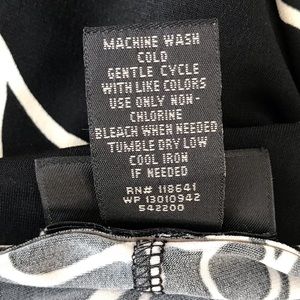 MACHINE WASH
COLD
GENTLE CYCLE
WITH LIKE COLORS
USE ONLY NON-
CHLORINE
BLEACH WHEN NEEDED
TUMBLE DRY LOW
COOL IRON
IF NEEDED
RN# 118641
WP 13010942
542200